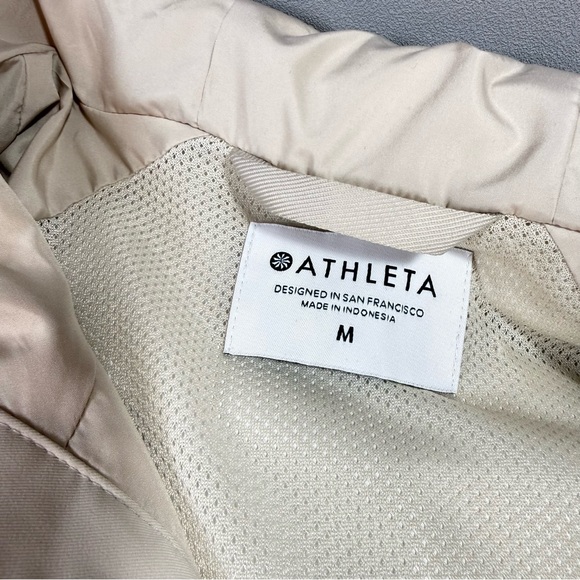 ATHLETA
DESIGNED IN SAN FRANCISCO
MADE IN INDONESIA
M